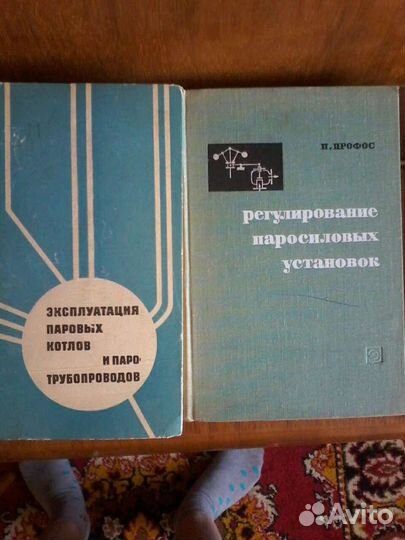 ЭКСПЛУАТАЦИЯ
ПАРОВЫХ
КОТЛОВ
И ПАРО-
ТРУБОПРОВОДОВ
П. ПРОФОС
регулирование
паросиловых
установок
Avito